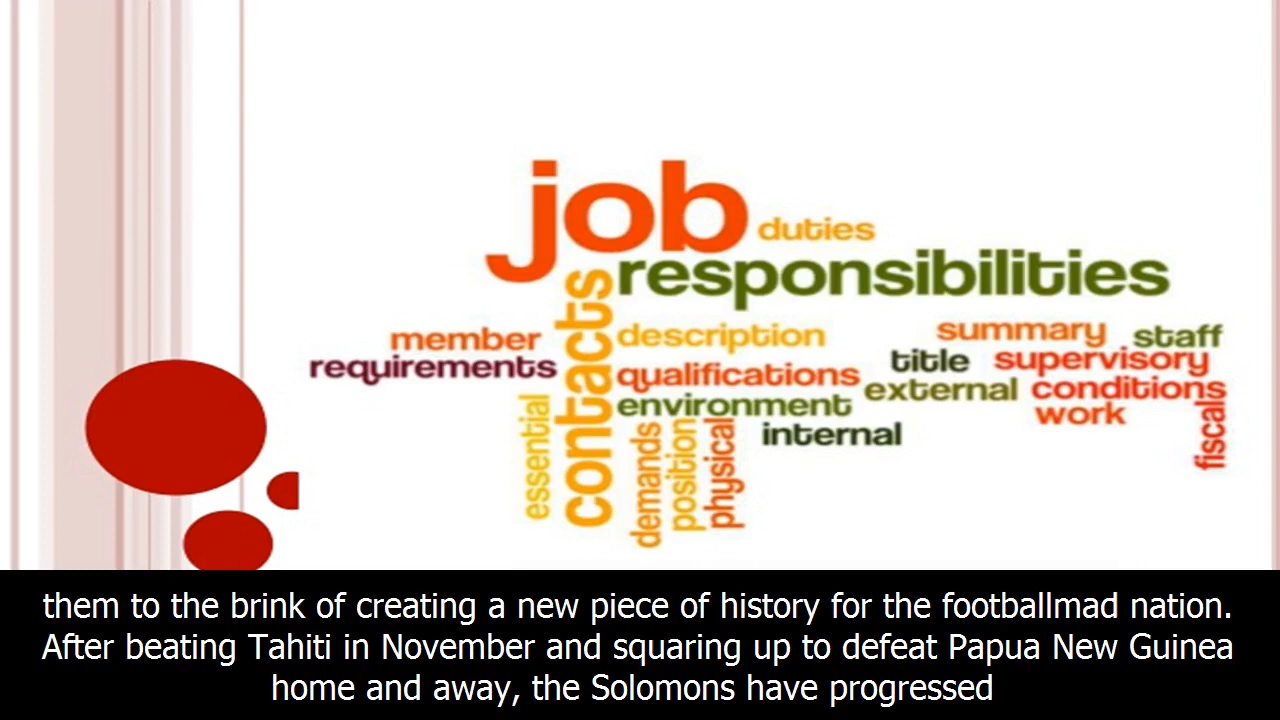 job
duties
responsibilities
contacts
member
description
summary
staff
requirements
title
supervisory
qualifications
external
conditions
environment
work
internal
fiscal
essential
demands
position
physical
them to the brink of creating a new piece of history for the footballmad nation.
After beating Tahiti in November and squaring up to defeat Papua New Guinea
home and away, the Solomons have progressed